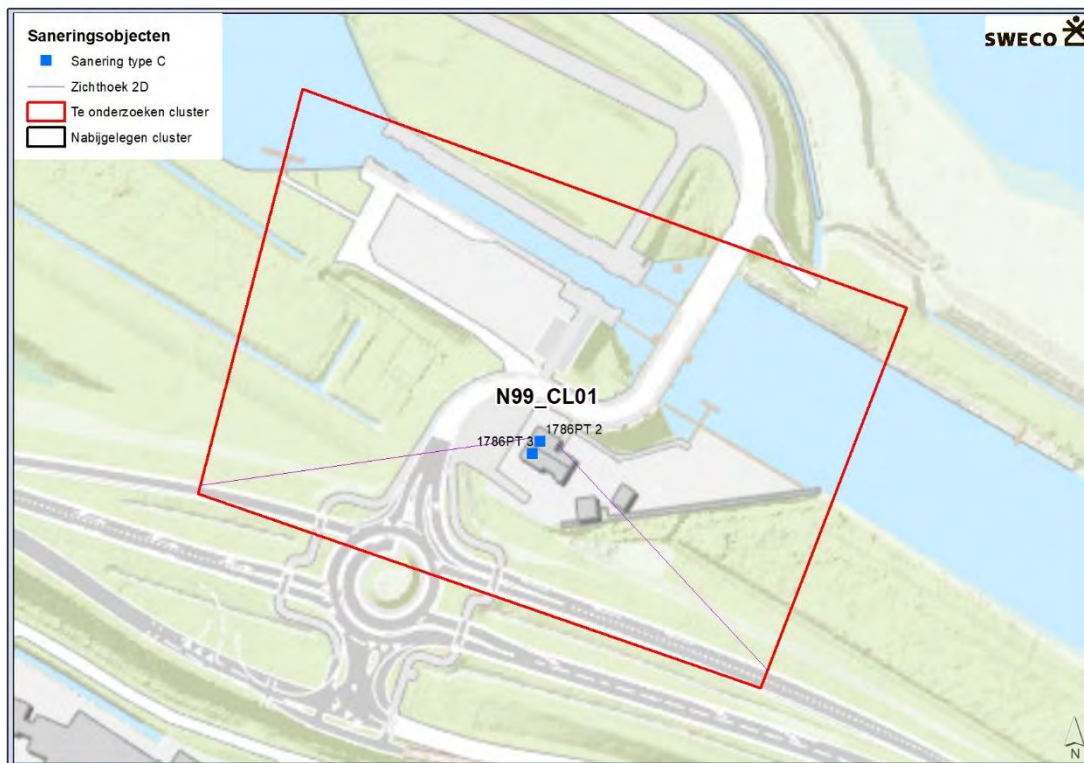 Saneringsobjecten
Sanering type C
Zichthoek 2D
Te onderzoeken cluster
Nabijgelegen cluster
SWECO
N99_CL01
1786PT 2
1786PT 3
N